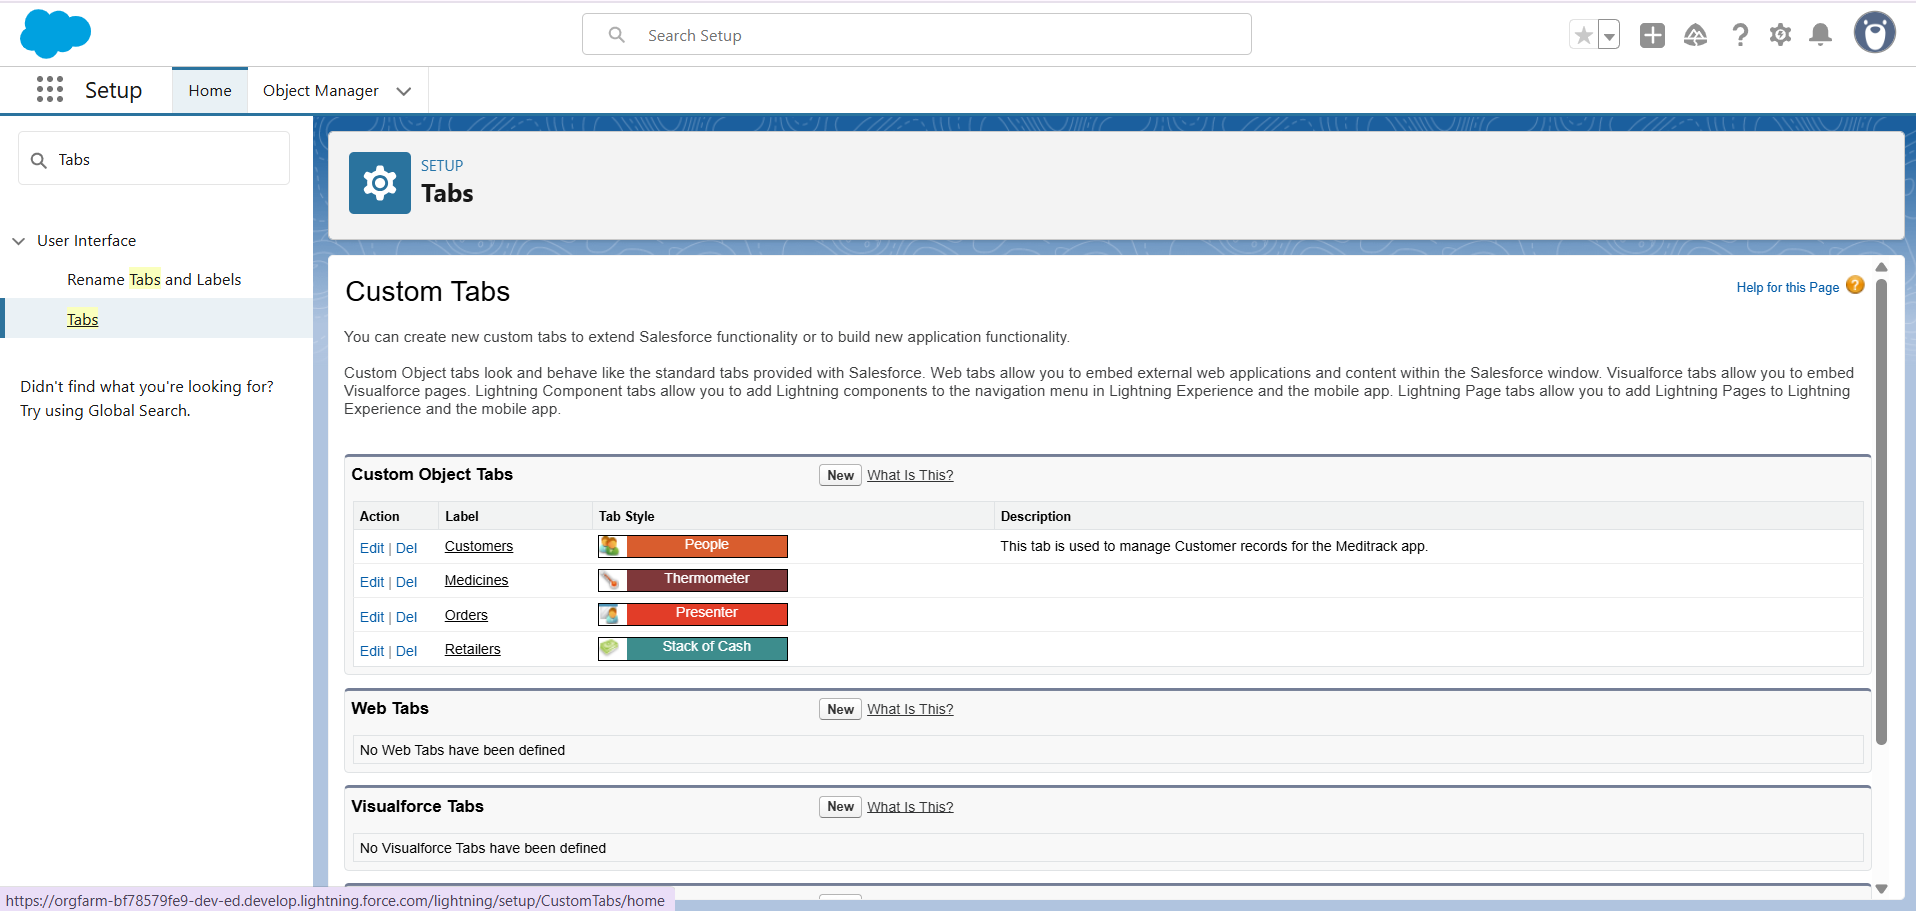 Search Setup
Setup
Home
Object Manager
Tabs
User Interface
Rename Tabs and Labels
Tabs
Didn't find what you're looking for?
Try using Global Search.
SETUP
Tabs
Custom Tabs
Help for this Page
You can create new custom tabs to extend Salesforce functionality or to build new application functionality.
Custom Object tabs look and behave like the standard tabs provided with Salesforce. Web tabs allow you to embed external web applications and content within the Salesforce window. Visualforce tabs allow you to embed
Visualforce pages. Lightning Component tabs allow you to add Lightning components to the navigation menu in Lightning Experience and the mobile app. Lightning Page tabs allow you to add Lightning Pages to Lightning
Experience and the mobile app.
Custom Object Tabs New What Is This?
Action Label Tab Style Description
Edit | Del Customers People This tab is used to manage Customer records for the Meditrack app.
Edit | Del Medicines Thermometer
Edit | Del Orders Presenter
Edit | Del Retailers Stack of Cash
Web Tabs New What Is This?
No Web Tabs have been defined
Visualforce Tabs New What Is This?
No Visualforce Tabs have been defined
https://orgfarm-bf78579fe9-dev-ed.develop.lightning.force.com/lightning/setup/CustomTabs/home